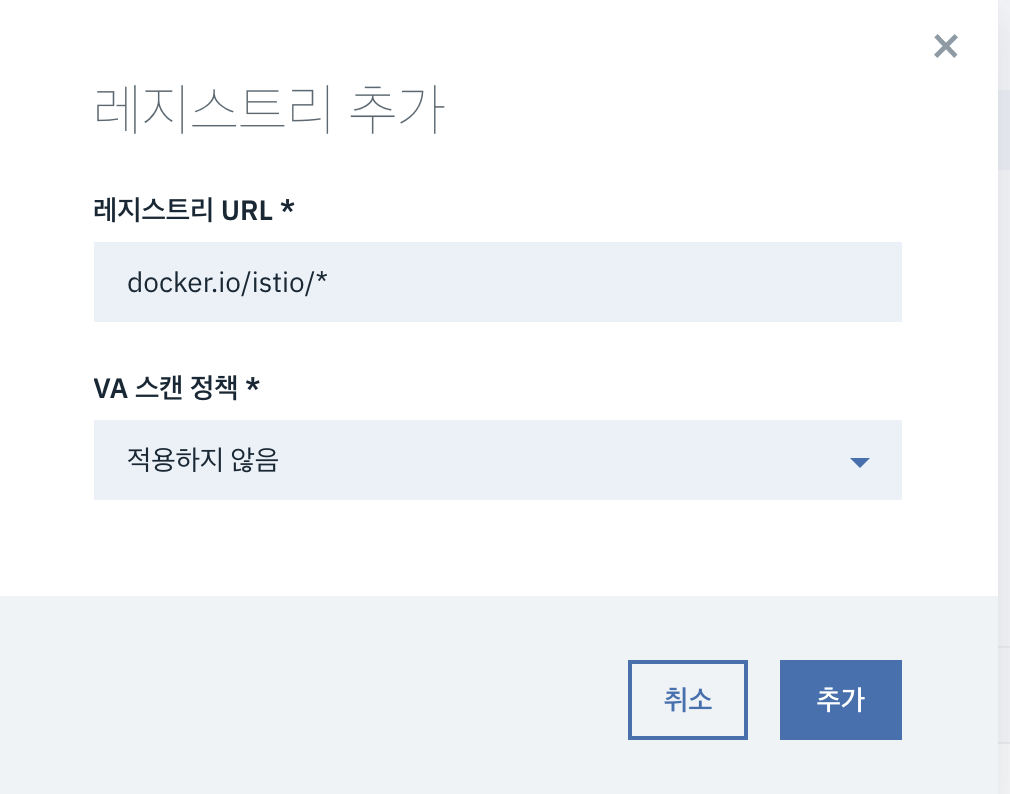 레지스트리 추가
레지스트리 URL *
docker.io/istio/*
VA 스캔 정책 *
적용하지 않음
취소
추가